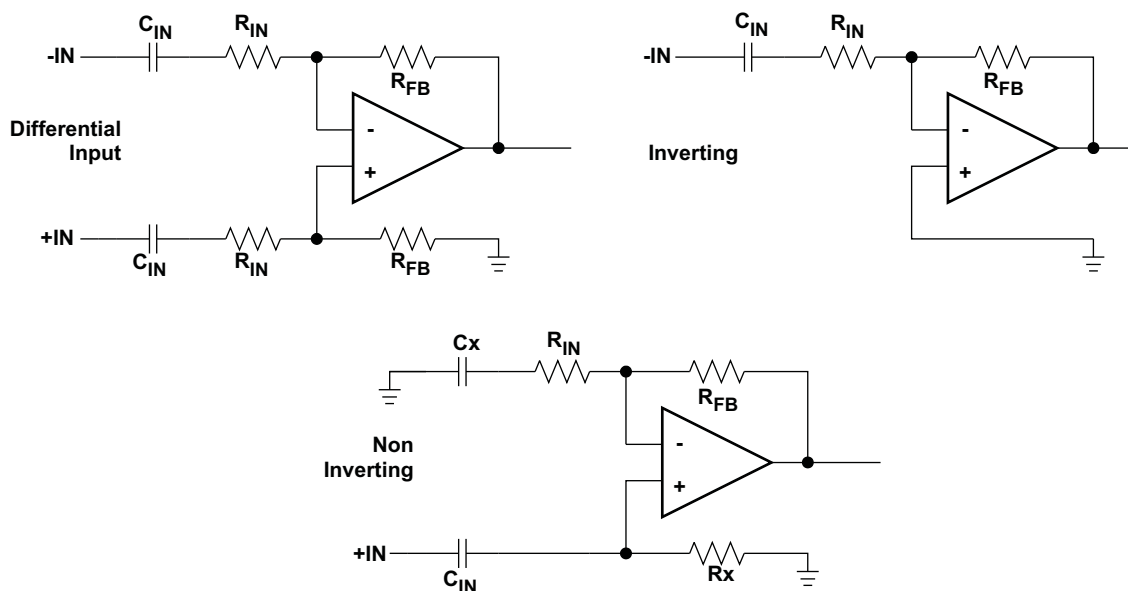 C_IN
R_IN
-IN
R_FB
Differential
Input
-
+
+IN
C_IN
R_IN
R_FB
C_IN
R_IN
-IN
R_FB
Inverting
-
+
Cx
R_IN
R_FB
Non
Inverting
-
+
+IN
C_IN
Rx